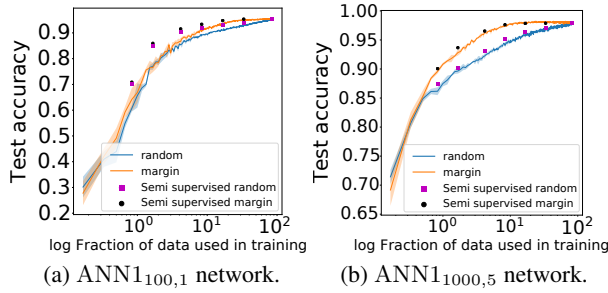 Test accuracy
0.9
0.8
0.7
0.6
0.5
0.4
0.3
0.2
random
margin
Semi supervised random
Semi supervised margin
10^0 10^1 10^2
log Fraction of data used in training
(a) ANN1_{100,1} network.
Test accuracy
1.00
0.95
0.90
0.85
0.80
0.75
0.70
0.65
random
margin
Semi supervised random
Semi supervised margin
10^0 10^1 10^2
log Fraction of data used in training
(b) ANN1_{1000,5} network.